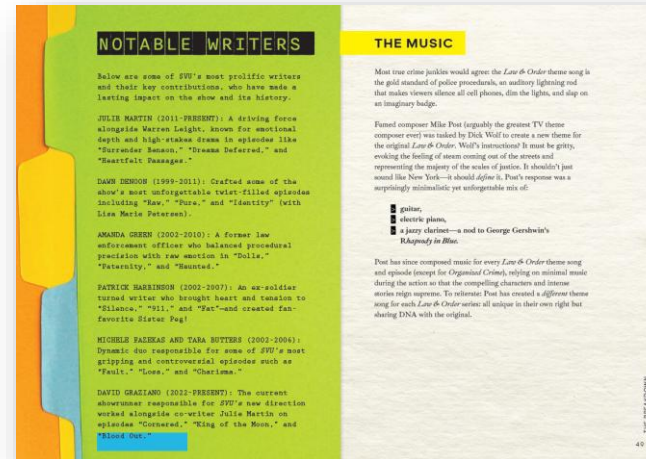 NOTABLE WRITERS
Below are some of SVU's most prolific writers
and their key contributions, who have made a
lasting impact on the show and its history.
JULIE MARTIN (2011-PRESENT): A driving force
alongside Warren Leight, known for emotional
depth and high-stakes drama in episodes like
"Surrender Benson," "Dreams Deferred," and
"Heartfelt Passages."
DAWN DENOON (1999-2011): Crafted some of the
show's most unforgettable twist-filled episodes
including "Raw," "Pure," and "Identity" (with
Lisa Marie Petersen).
AMANDA GREEN (2002-2010): A former law
enforcement officer who balanced procedural
precision with raw emotion in "Dolls,"
"Paternity," and "Haunted."
PATRICK HARBINSON (2002-2007): An ex-soldier
turned writer who brought heart and tension to
"Silence," "911," and "Fat"—and created fan-
favorite Sister Peg!
MICHELE FAZEKAS AND TARA BUTTERS (2002-2006):
Dynamic duo responsible for some of SVU's most
gripping and controversial episodes such as
"Fault," "Loss," and "Charisma."
DAVID GRAZIANO (2022-PRESENT): The current
showrunner responsible for SVU's new direction
worked alongside co-writer Julie Martin on
episodes "Cornered," "King of the Moon," and
"Blood Out."
THE MUSIC
Most true crime junkies would agree: the Law & Order theme song is
the gold standard of police procedurals, an auditory lightning rod
that makes viewers silence all cell phones, dim the lights, and slap on
an imaginary badge.
Famed composer Mike Post (arguably the greatest TV theme
composer ever) was tasked by Dick Wolf to create a new theme for
the original Law & Order. Wolf's instructions? It must be gritty,
evoking the feeling of steam coming out of the streets and
representing the majesty of the scales of justice. It shouldn't just
sound like New York—it should define it. Post's response was a
surprisingly minimalistic yet unforgettable mix of:
guitar,
electric piano,
a jazzy clarinet—a nod to George Gershwin's
Rhapsody in Blue.
Post has since composed music for every Law & Order theme song
and episode (except for Organized Crime), relying on minimal music
during the action so that the compelling characters and intense
stories reign supreme. To reiterate: Post has created a different theme
song for each Law & Order series: all unique in their own right but
sharing DNA with the original.
49